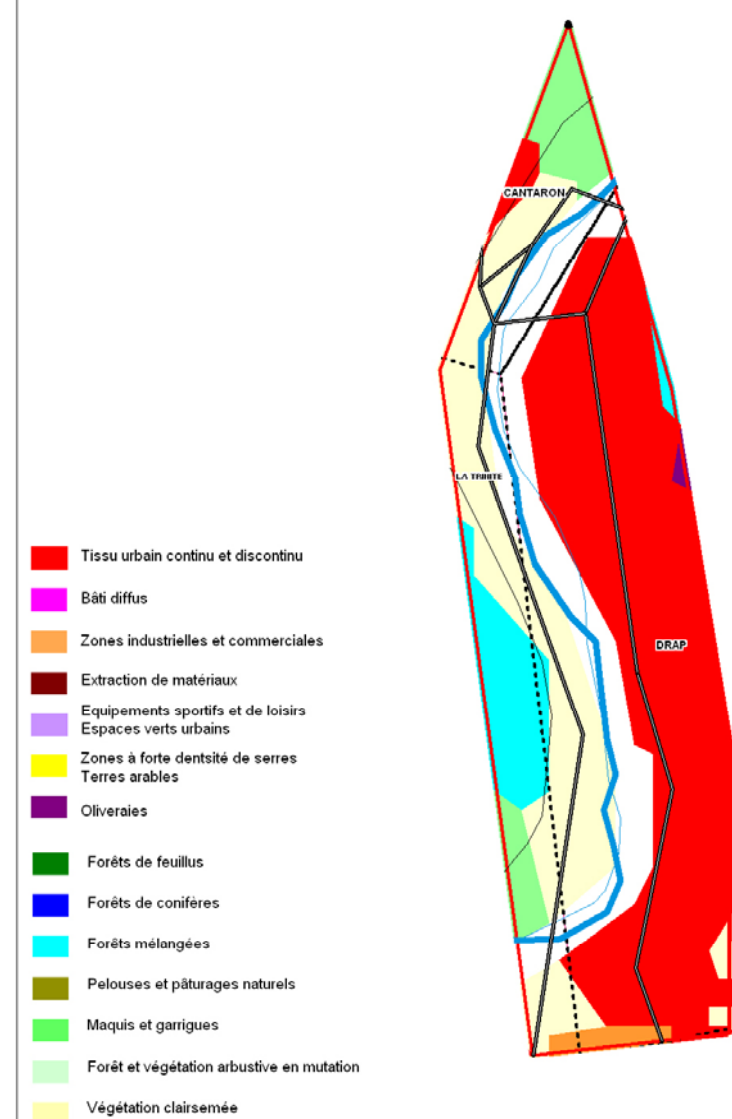 CANTARON
LA TRINITE
DRAP
Tissu urbain continu et discontinu
Bâti diffus
Zones industrielles et commerciales
Extraction de matériaux
Equipements sportifs et de loisirs
Espaces verts urbains
Zones à forte dentsité de serres
Terres arables
Oliveraies
Forêts de feuillus
Forêts de conifères
Forêts mélangées
Pelouses et pâturages naturels
Maquis et garrigues
Forêt et végétation arbustive en mutation
Végétation clairsemée